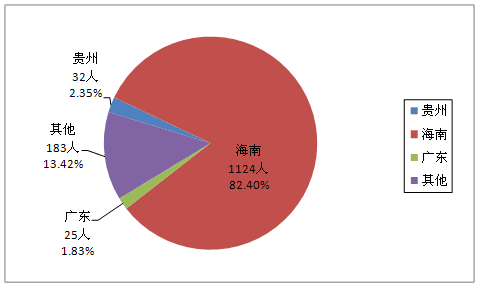 贵州
32人
2.35%
其他
183人
13.42%
广东
25人
1.83%
海南
1124人
82.40%
贵州
海南
广东
其他